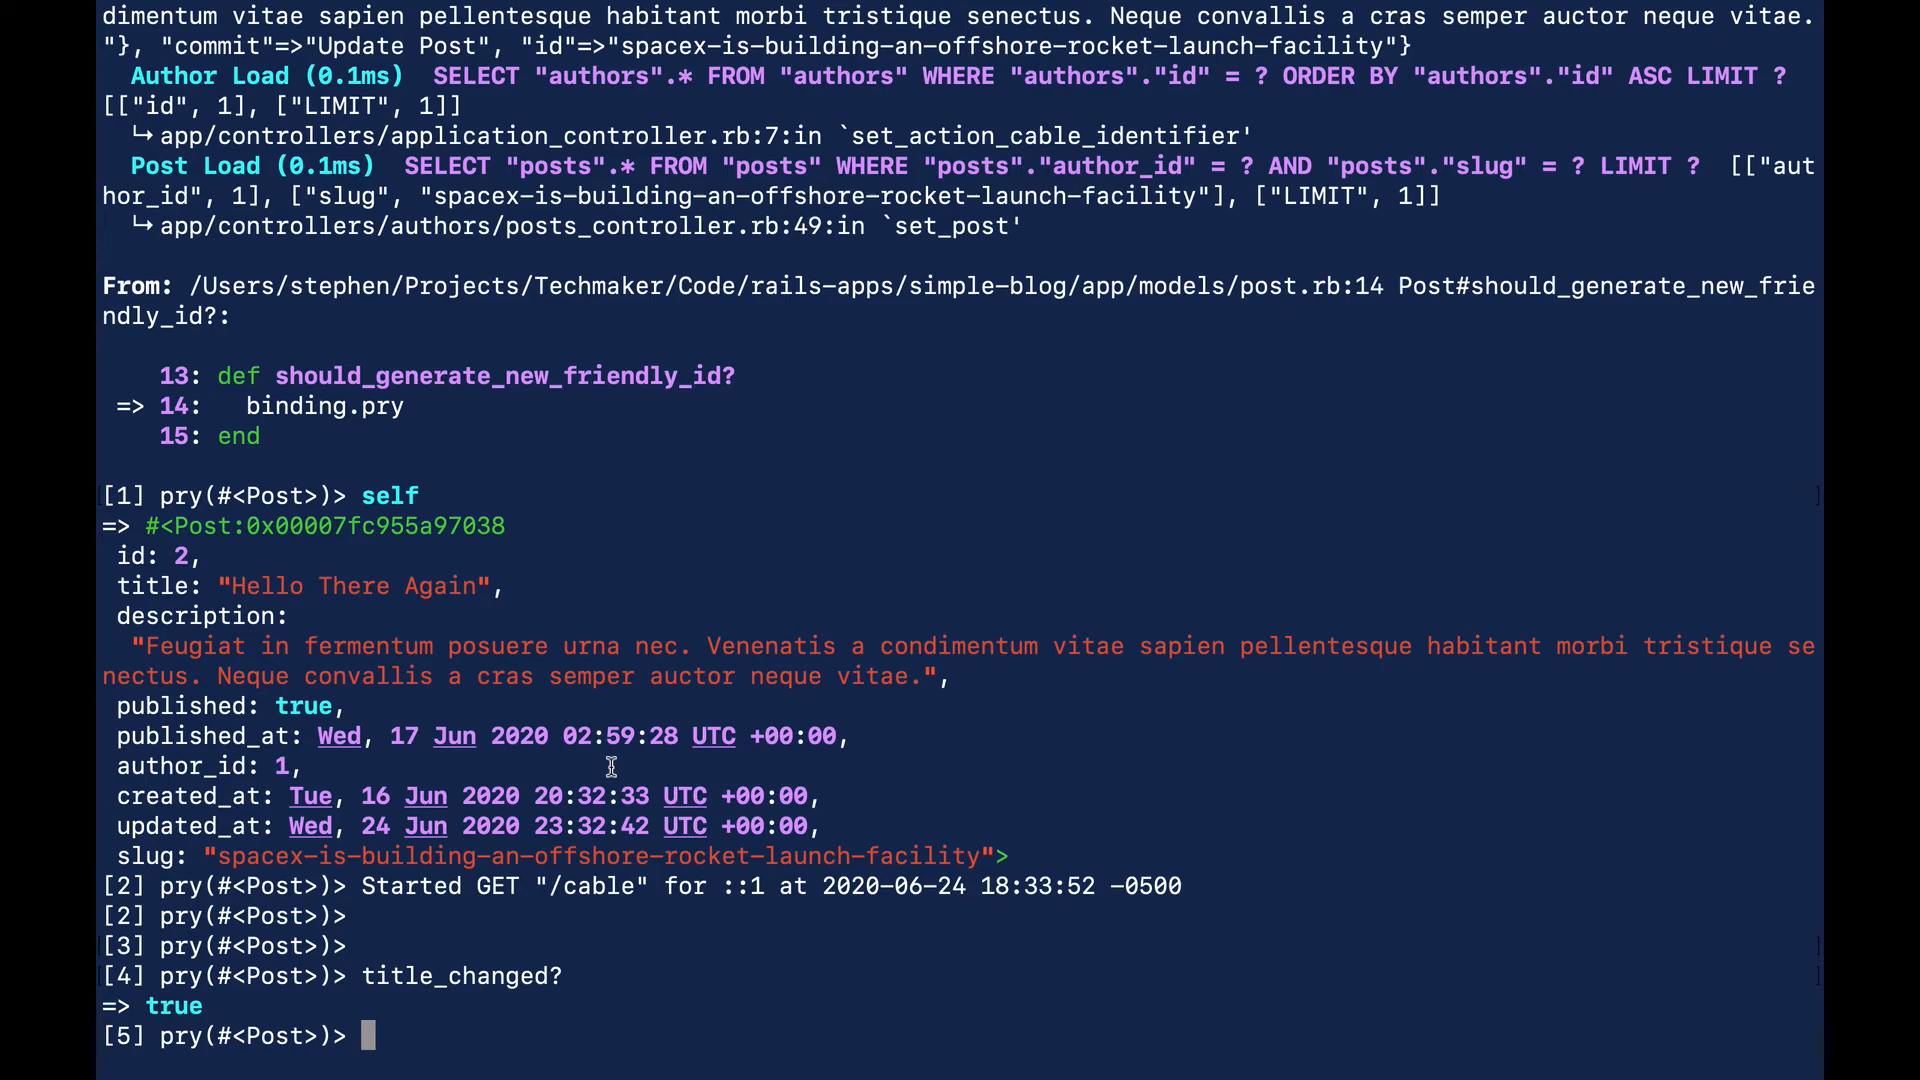 dimentum vitae sapien pellentesque habitant morbi tristique senectus. Neque convallis a cras semper auctor neque vitae.
"}, "commit"=>"Update Post", "id"=>"spacex-is-building-an-offshore-rocket-launch-facility"}
Author Load (0.1ms)  SELECT "authors".* FROM "authors" WHERE "authors"."id" = ? ORDER BY "authors"."id" ASC LIMIT ?
[["id", 1], ["LIMIT", 1]]
↳ app/controllers/application_controller.rb:7:in `set_action_cable_identifier'
Post Load (0.1ms)  SELECT "posts".* FROM "posts" WHERE "posts"."author_id" = ? AND "posts"."slug" = ? LIMIT ?  [["aut
hor_id", 1], ["slug", "spacex-is-building-an-offshore-rocket-launch-facility"], ["LIMIT", 1]]
↳ app/controllers/authors/posts_controller.rb:49:in `set_post'
From: /Users/stephen/Projects/Techmaker/Code/rails-apps/simple-blog/app/models/post.rb:14 Post#should_generate_new_frie
ndly_id?:
13: def should_generate_new_friendly_id?
=> 14:   binding.pry
15: end
[1] pry(#<Post>)> self
=> #<Post:0x00007fc955a97038
id: 2,
title: "Hello There Again",
description:
"Feugiat in fermentum posuere urna nec. Venenatis a condimentum vitae sapien pellentesque habitant morbi tristique se
nectus. Neque convallis a cras semper auctor neque vitae.",
published: true,
published_at: Wed, 17 Jun 2020 02:59:28 UTC +00:00,
author_id: 1,
created_at: Tue, 16 Jun 2020 20:32:33 UTC +00:00,
updated_at: Wed, 24 Jun 2020 23:32:42 UTC +00:00,
slug: "spacex-is-building-an-offshore-rocket-launch-facility">
[2] pry(#<Post>)> Started GET "/cable" for ::1 at 2020-06-24 18:33:52 -0500
[2] pry(#<Post>)>
[3] pry(#<Post>)>
[4] pry(#<Post>)> title_changed?
=> true
[5] pry(#<Post>)>